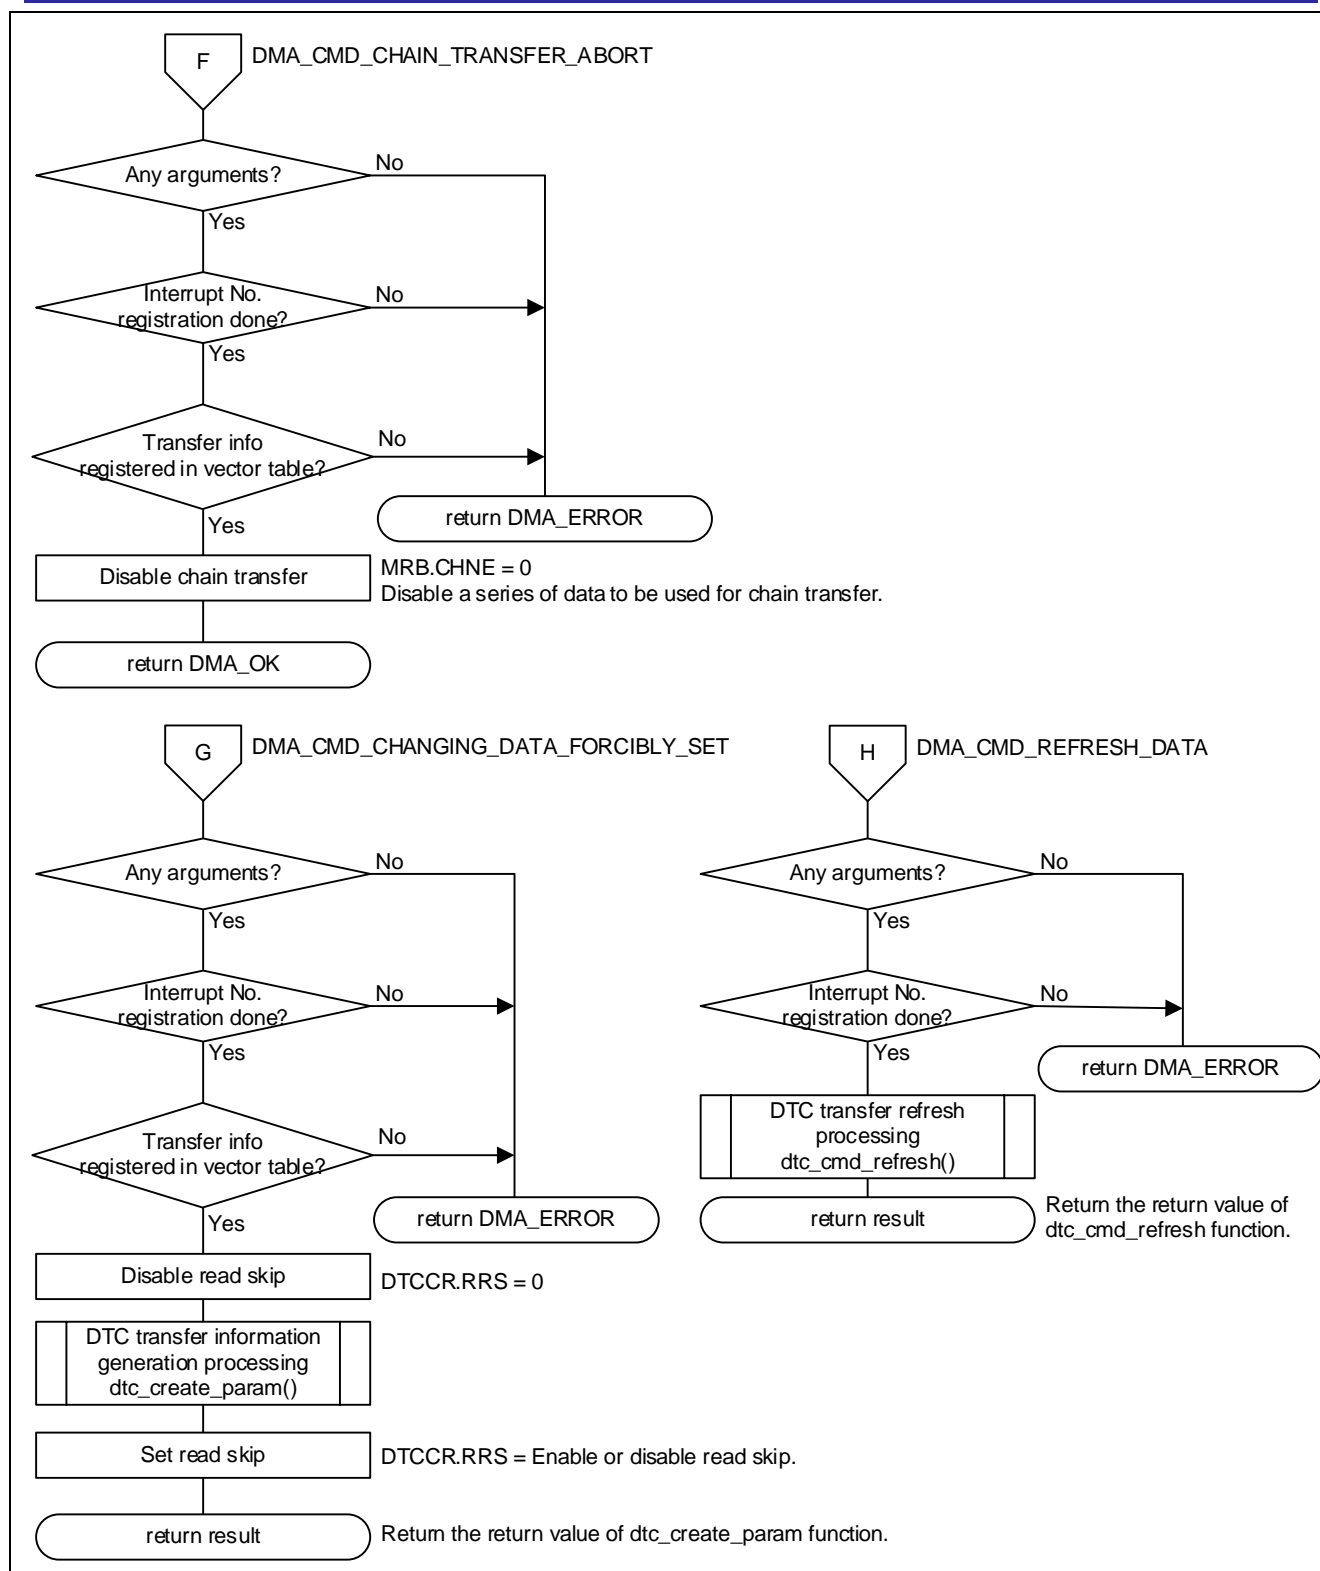 F
DMA_CMD_CHAIN_TRANSFER_ABORT
Any arguments?
No
Yes
Interrupt No.
registration done?
No
Yes
Transfer info
registered in vector table?
No
Yes
return DMA_ERROR
Disable chain transfer
MRB.CHNE = 0
Disable a series of data to be used for chain transfer.
return DMA_OK
G
DMA_CMD_CHANGING_DATA_FORCIBLY_SET
Any arguments?
No
Yes
Interrupt No.
registration done?
No
Yes
Transfer info
registered in vector table?
No
Yes
return DMA_ERROR
Disable read skip
DTCCR.RRS = 0
DTC transfer information
generation processing
dtc_create_param()
Set read skip
DTCCR.RRS = Enable or disable read skip.
return result
Return the return value of dtc_create_param function.
H
DMA_CMD_REFRESH_DATA
Any arguments?
No
Yes
Interrupt No.
registration done?
No
Yes
return DMA_ERROR
DTC transfer refresh
processing
dtc_cmd_refresh()
return result
Return the return value of
dtc_cmd_refresh function.